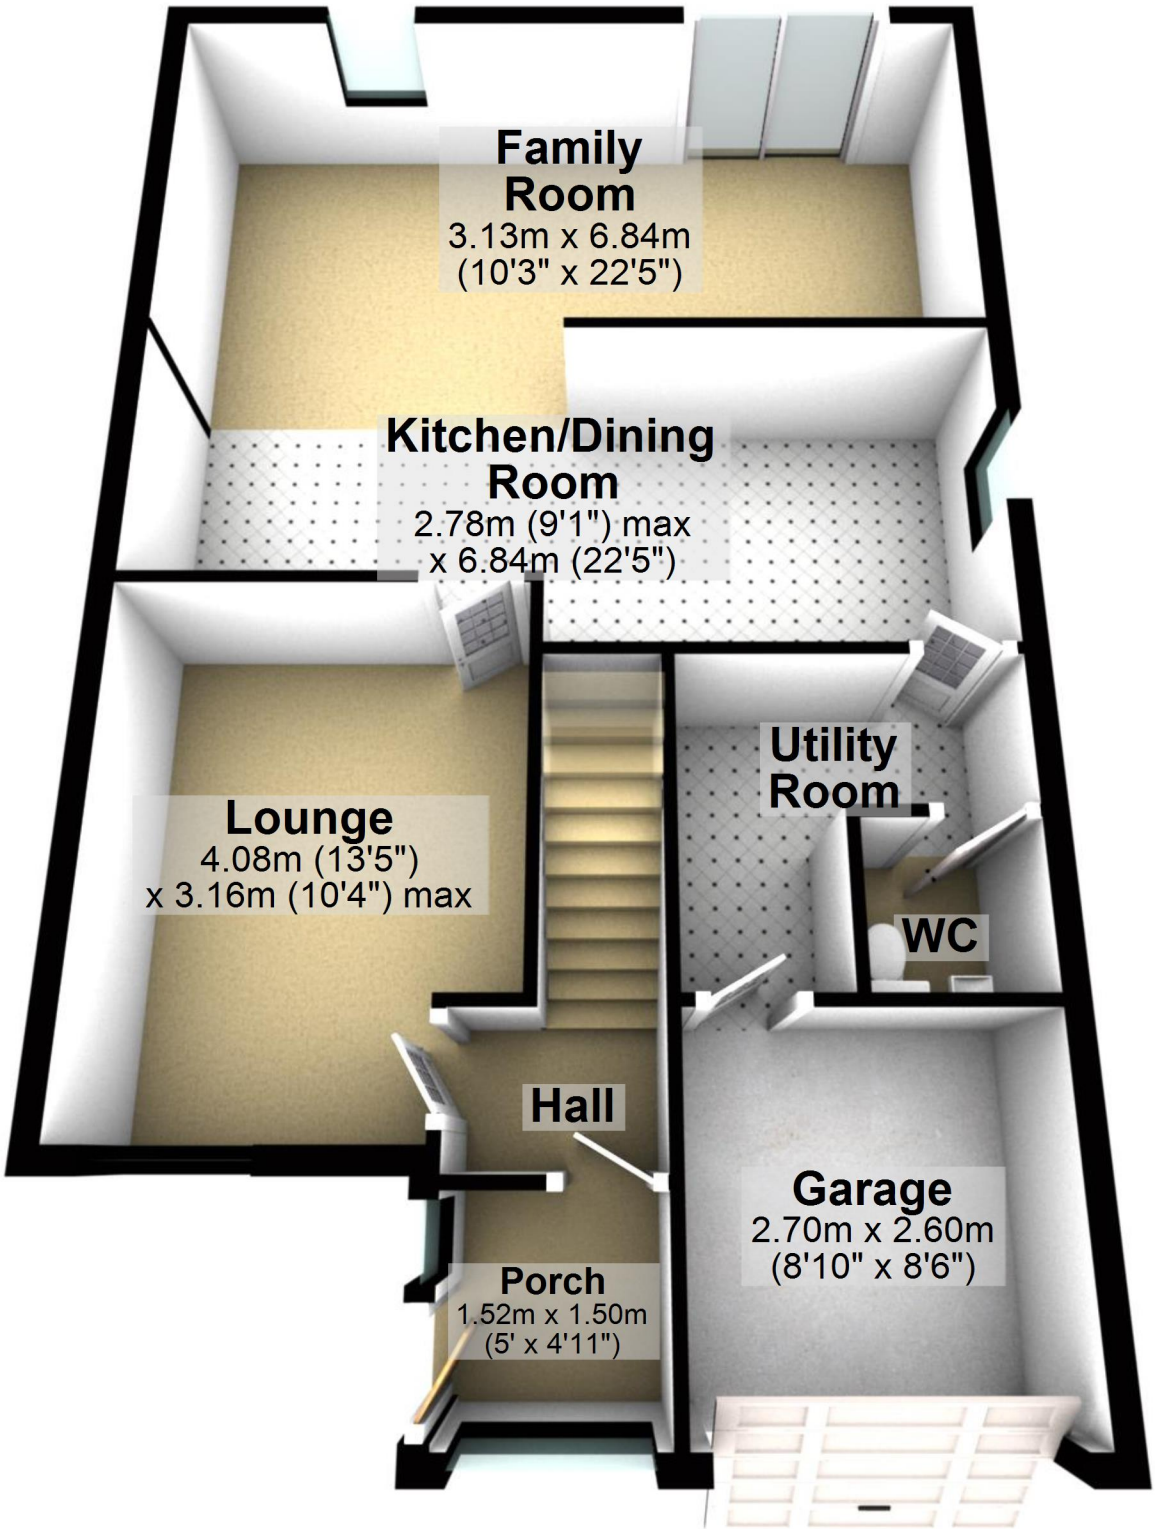 Family
Room
3.13m x 6.84m
(10'3" x 22'5")
Kitchen/Dining
Room
2.78m (9'1") max
x 6.84m (22'5")
Utility
Room
Lounge
4.08m (13'5")
x 3.16m (10'4") max
WC
Hall
Garage
2.70m x 2.60m
(8'10" x 8'6")
Porch
1.52m x 1.50m
(5' x 4'11")